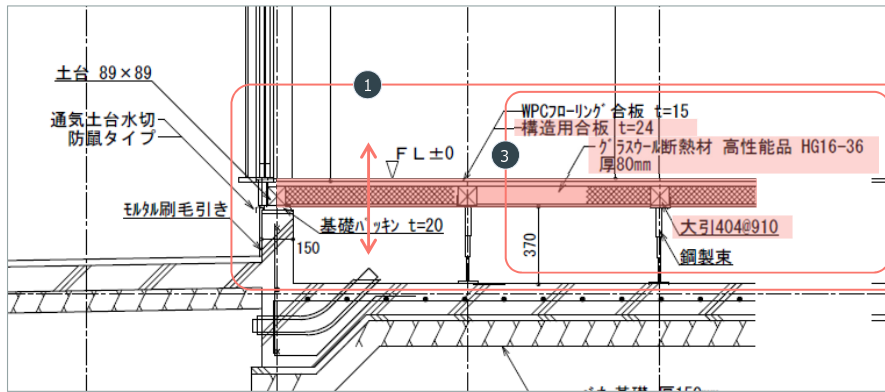 1
土台 89×89
WPCフローリング合板 t=15
構造用合板 t=24
通気土台水切
防鼠タイプ
3
グラスウール断熱材 高性能品 HG16-36
厚80mm
FL±0
モルタル刷毛引き
基礎パッキン t=20
大引404@910
150
370
鋼製束